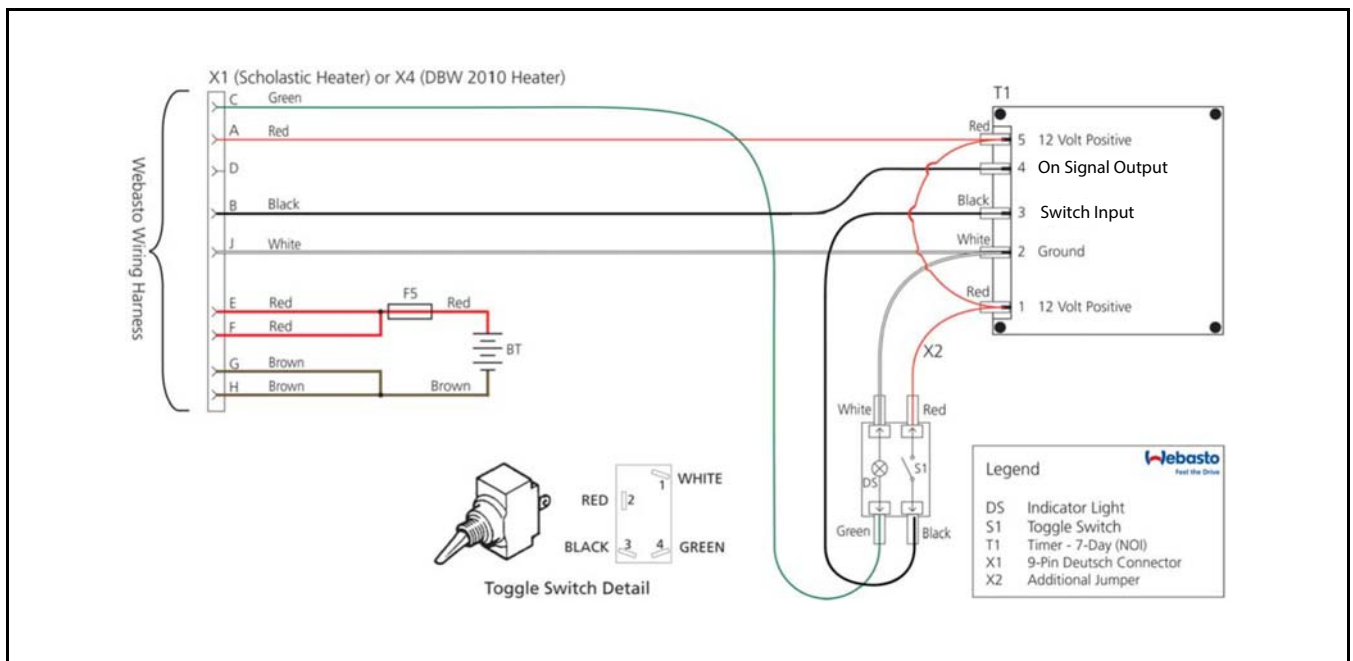 X1 (Scholastic Heater) or X4 (DBW 2010 Heater)
Webasto Wiring Harness
C Green
A Red
D
B Black
J White
E Red
F5
Red
F Red
BT
G Brown
H Brown
Brown
T1
Red
5 12 Volt Positive
4 On Signal Output
Black
3 Switch Input
White
2 Ground
Red
1 12 Volt Positive
X2
White
Red
DS
S1
Green
Black
RED 2
1 WHITE
BLACK 3
4 GREEN
Toggle Switch Detail
Legend
Webasto
Feel the Drive
DS Indicator Light
S1 Toggle Switch
T1 Timer - 7-Day (NOI)
X1 9-Pin Deutsch Connector
X2 Additional Jumper